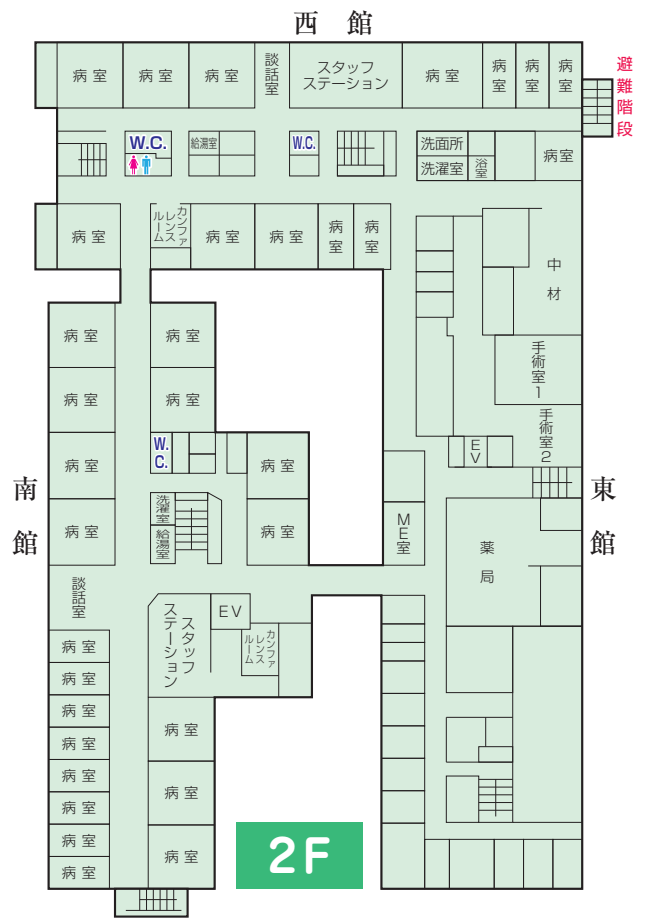 西館
病室
病室
病室
談話室
スタッフ
ステーション
病室
病室
病室
病室
避難階段
W.C.
給湯室
W.C.
洗面所
洗濯室
浴室
病室
病室
カンファ
レンス
ルーム
病室
病室
病室
病室
中材
病室
病室
手術室1
病室
病室
手術室2
W.
C.
病室
病室
EV
南館
東館
洗濯室
給湯室
病室
病室
ME室
薬局
談話室
スタッフ
ステーション
EV
カンファ
レンス
ルーム
病室
病室
病室
病室
病室
病室
病室
病室
病室
病室
病室
2F